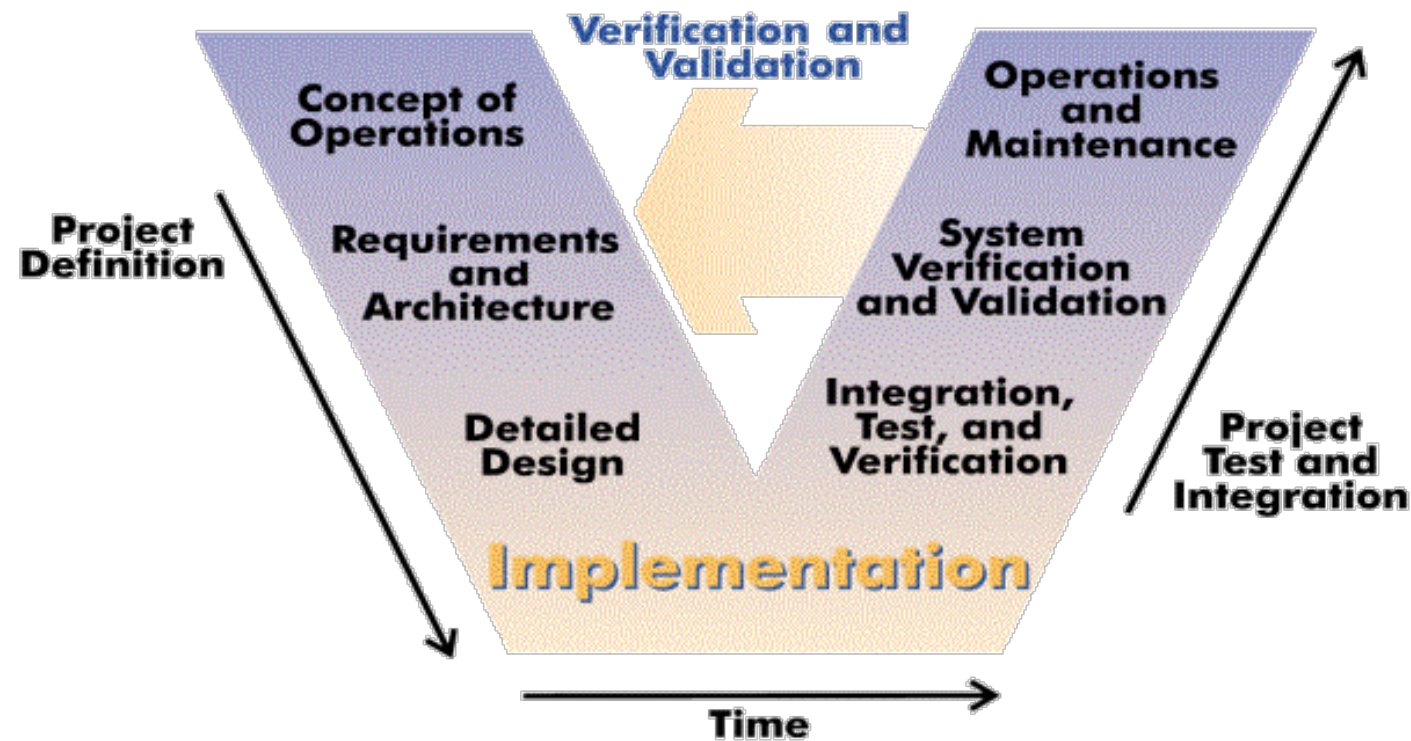 Verification and
Validation
Concept of
Operations
Operations
and
Maintenance
Project
Definition
Requirements
and
Architecture
System
Verification
and Validation
Detailed
Design
Integration,
Test, and
Verification
Project
Test and
Integration
Implementation
Time